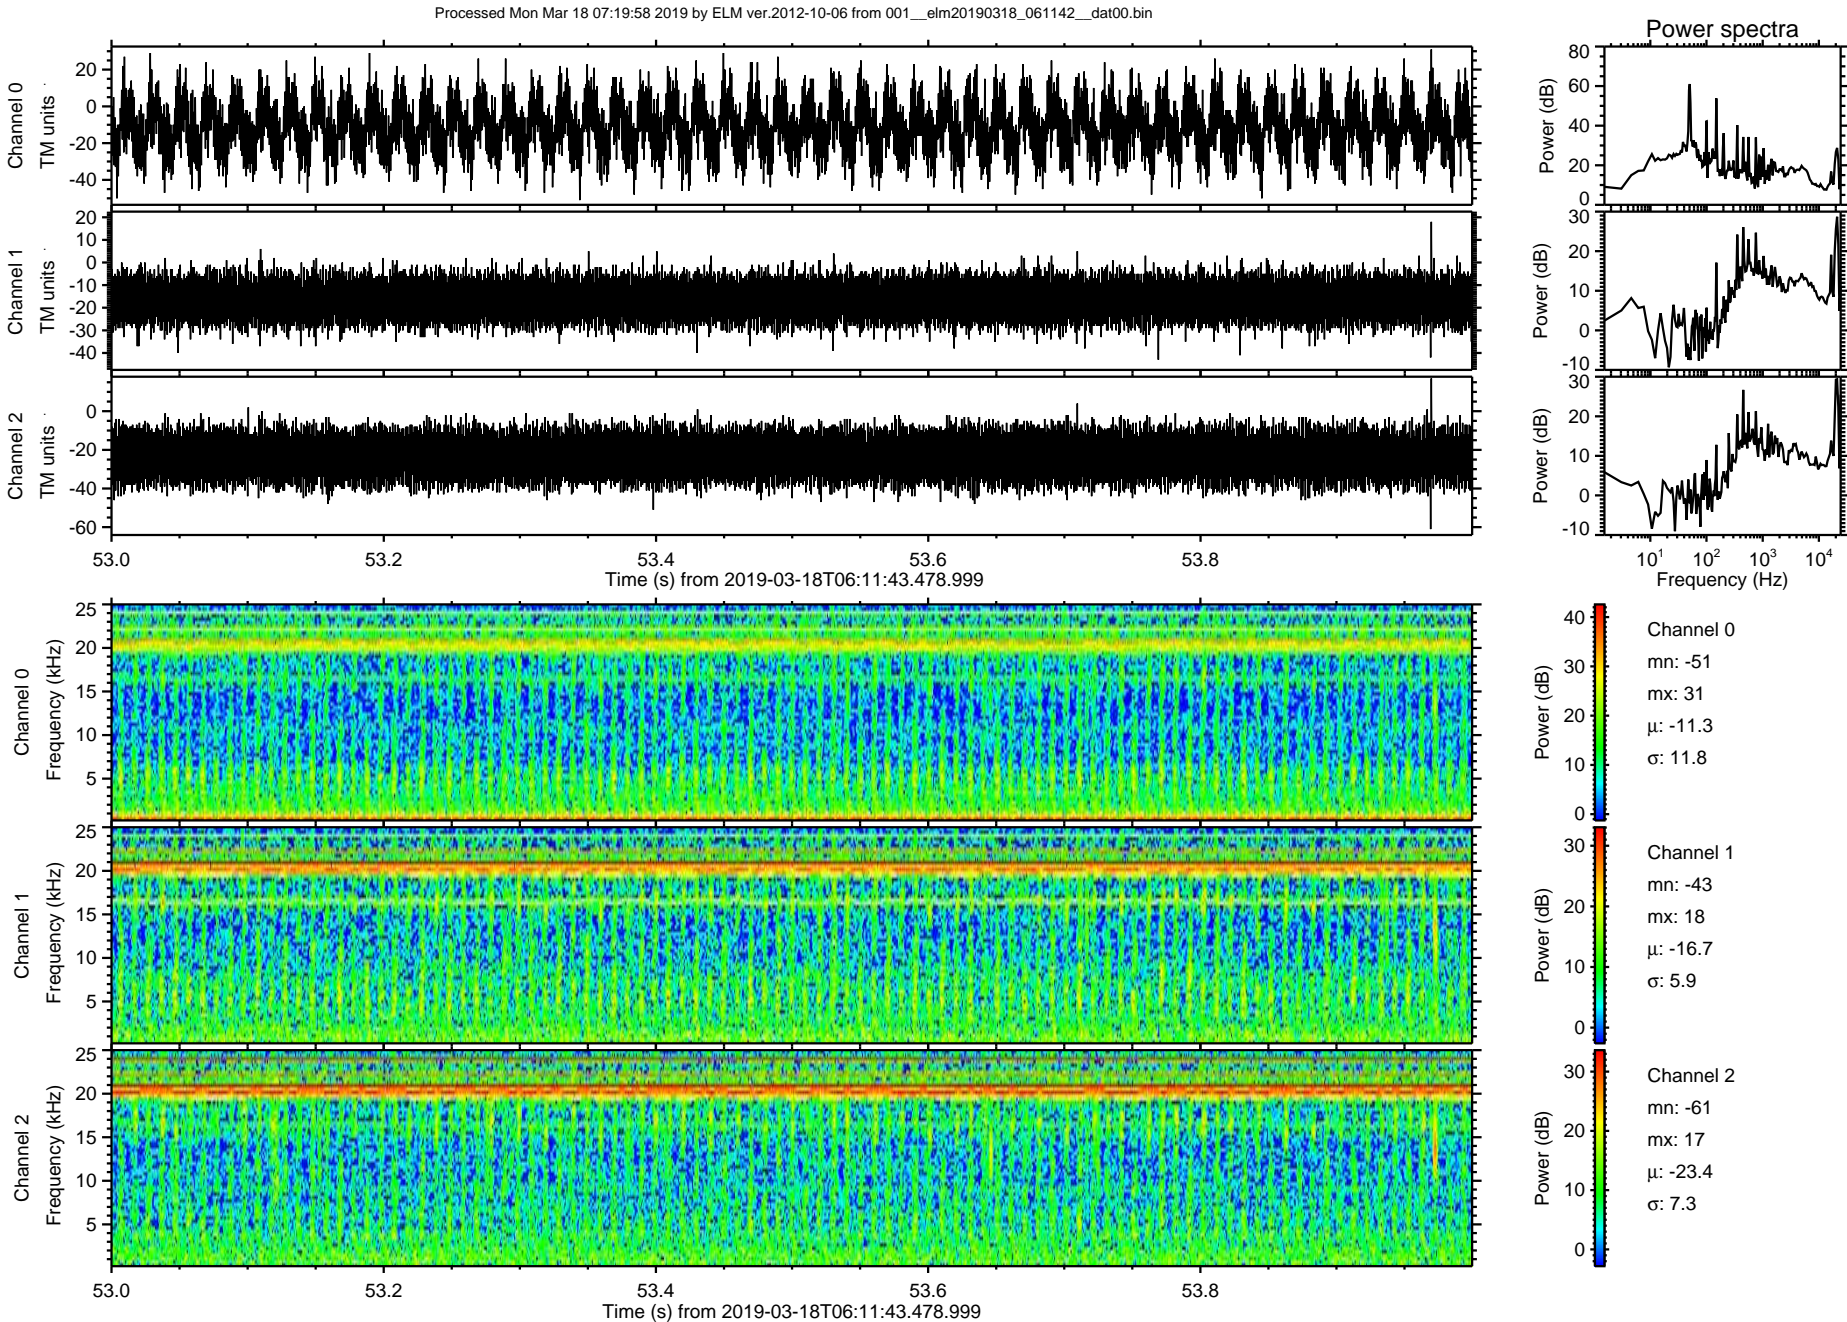 Processed Mon Mar 18 07:19:58 2019 by ELM ver.2012-10-06 from 001__elm20190318_061142__dat00.bin
Power spectra
Channel 0
TM units
20
0
-20
-40
Power (dB)
80
60
40
20
0
Channel 1
TM units
20
10
0
-10
-20
-30
-40
Power (dB)
30
20
10
0
-10
Channel 2
TM units
0
-20
-40
-60
Power (dB)
30
20
10
0
-10
53.0 53.2 53.4 53.6 53.8
Time (s) from 2019-03-18T06:11:43.478.999
10¹ 10² 10³ 10⁴
Frequency (Hz)
Channel 0
Frequency (kHz)
25
20
15
10
5
Power (dB)
40
30
20
10
0
Channel 0
mn: -51
mx: 31
μ: -11.3
σ: 11.8
Channel 1
Frequency (kHz)
25
20
15
10
5
Power (dB)
30
20
10
0
Channel 1
mn: -43
mx: 18
μ: -16.7
σ: 5.9
Channel 2
Frequency (kHz)
25
20
15
10
5
Power (dB)
30
20
10
0
Channel 2
mn: -61
mx: 17
μ: -23.4
σ: 7.3
53.0 53.2 53.4 53.6 53.8
Time (s) from 2019-03-18T06:11:43.478.999